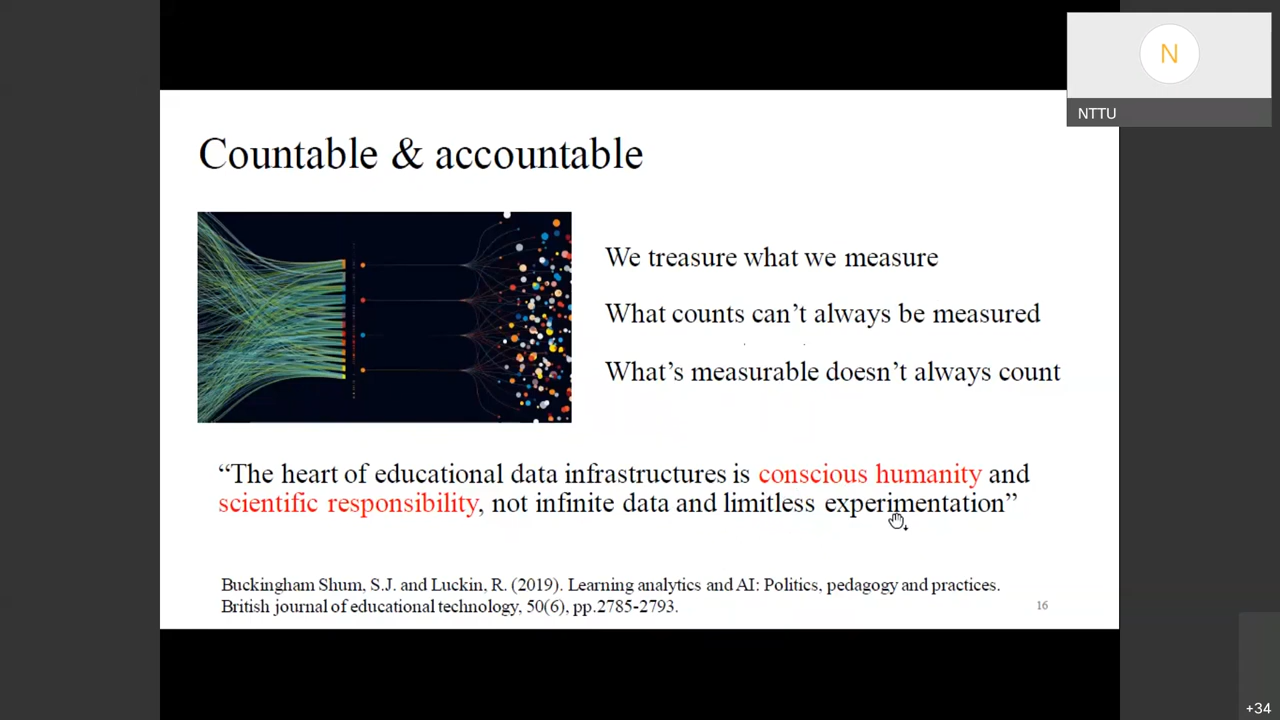 N
NTTU
Countable & accountable
We treasure what we measure
What counts can’t always be measured
What’s measurable doesn’t always count
“The heart of educational data infrastructures is conscious humanity and
scientific responsibility, not infinite data and limitless experimentation”
Buckingham Shum, S.J. and Luckin, R. (2019). Learning analytics and AI: Politics, pedagogy and practices.
British journal of educational technology, 50(6), pp.2785-2793.
16
+34